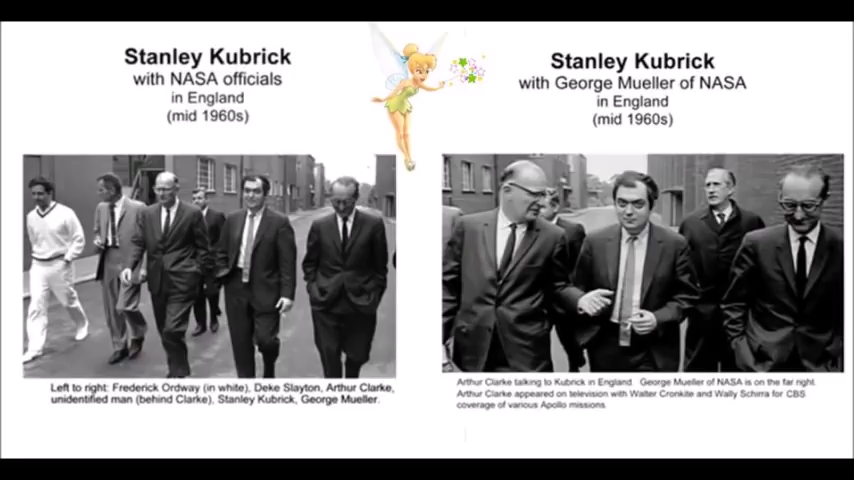 Stanley Kubrick
with NASA officials
in England
(mid 1960s)
Left to right: Frederick Ordway (in white), Deke Slayton, Arthur Clarke,
unidentified man (behind Clarke), Stanley Kubrick, George Mueller.
Stanley Kubrick
with George Mueller of NASA
in England
(mid 1960s)
Arthur Clarke talking to Kubrick in England. George Mueller of NASA is on the far right.
Arthur Clarke appeared on television with Walter Cronkite and Wally Schirra for CBS
coverage of various Apollo missions.